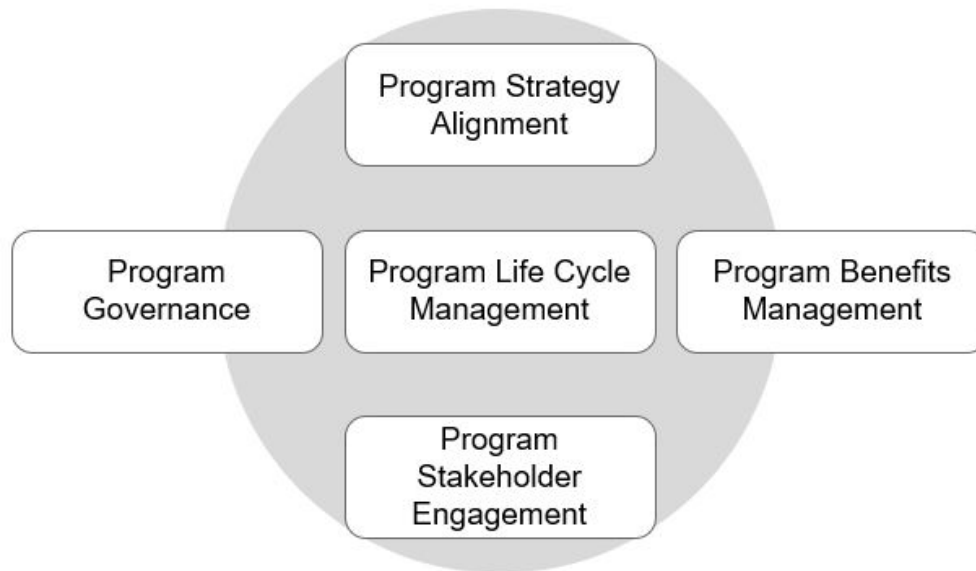 Program Strategy
Alignment
Program
Governance
Program Life Cycle
Management
Program Benefits
Management
Program
Stakeholder
Engagement